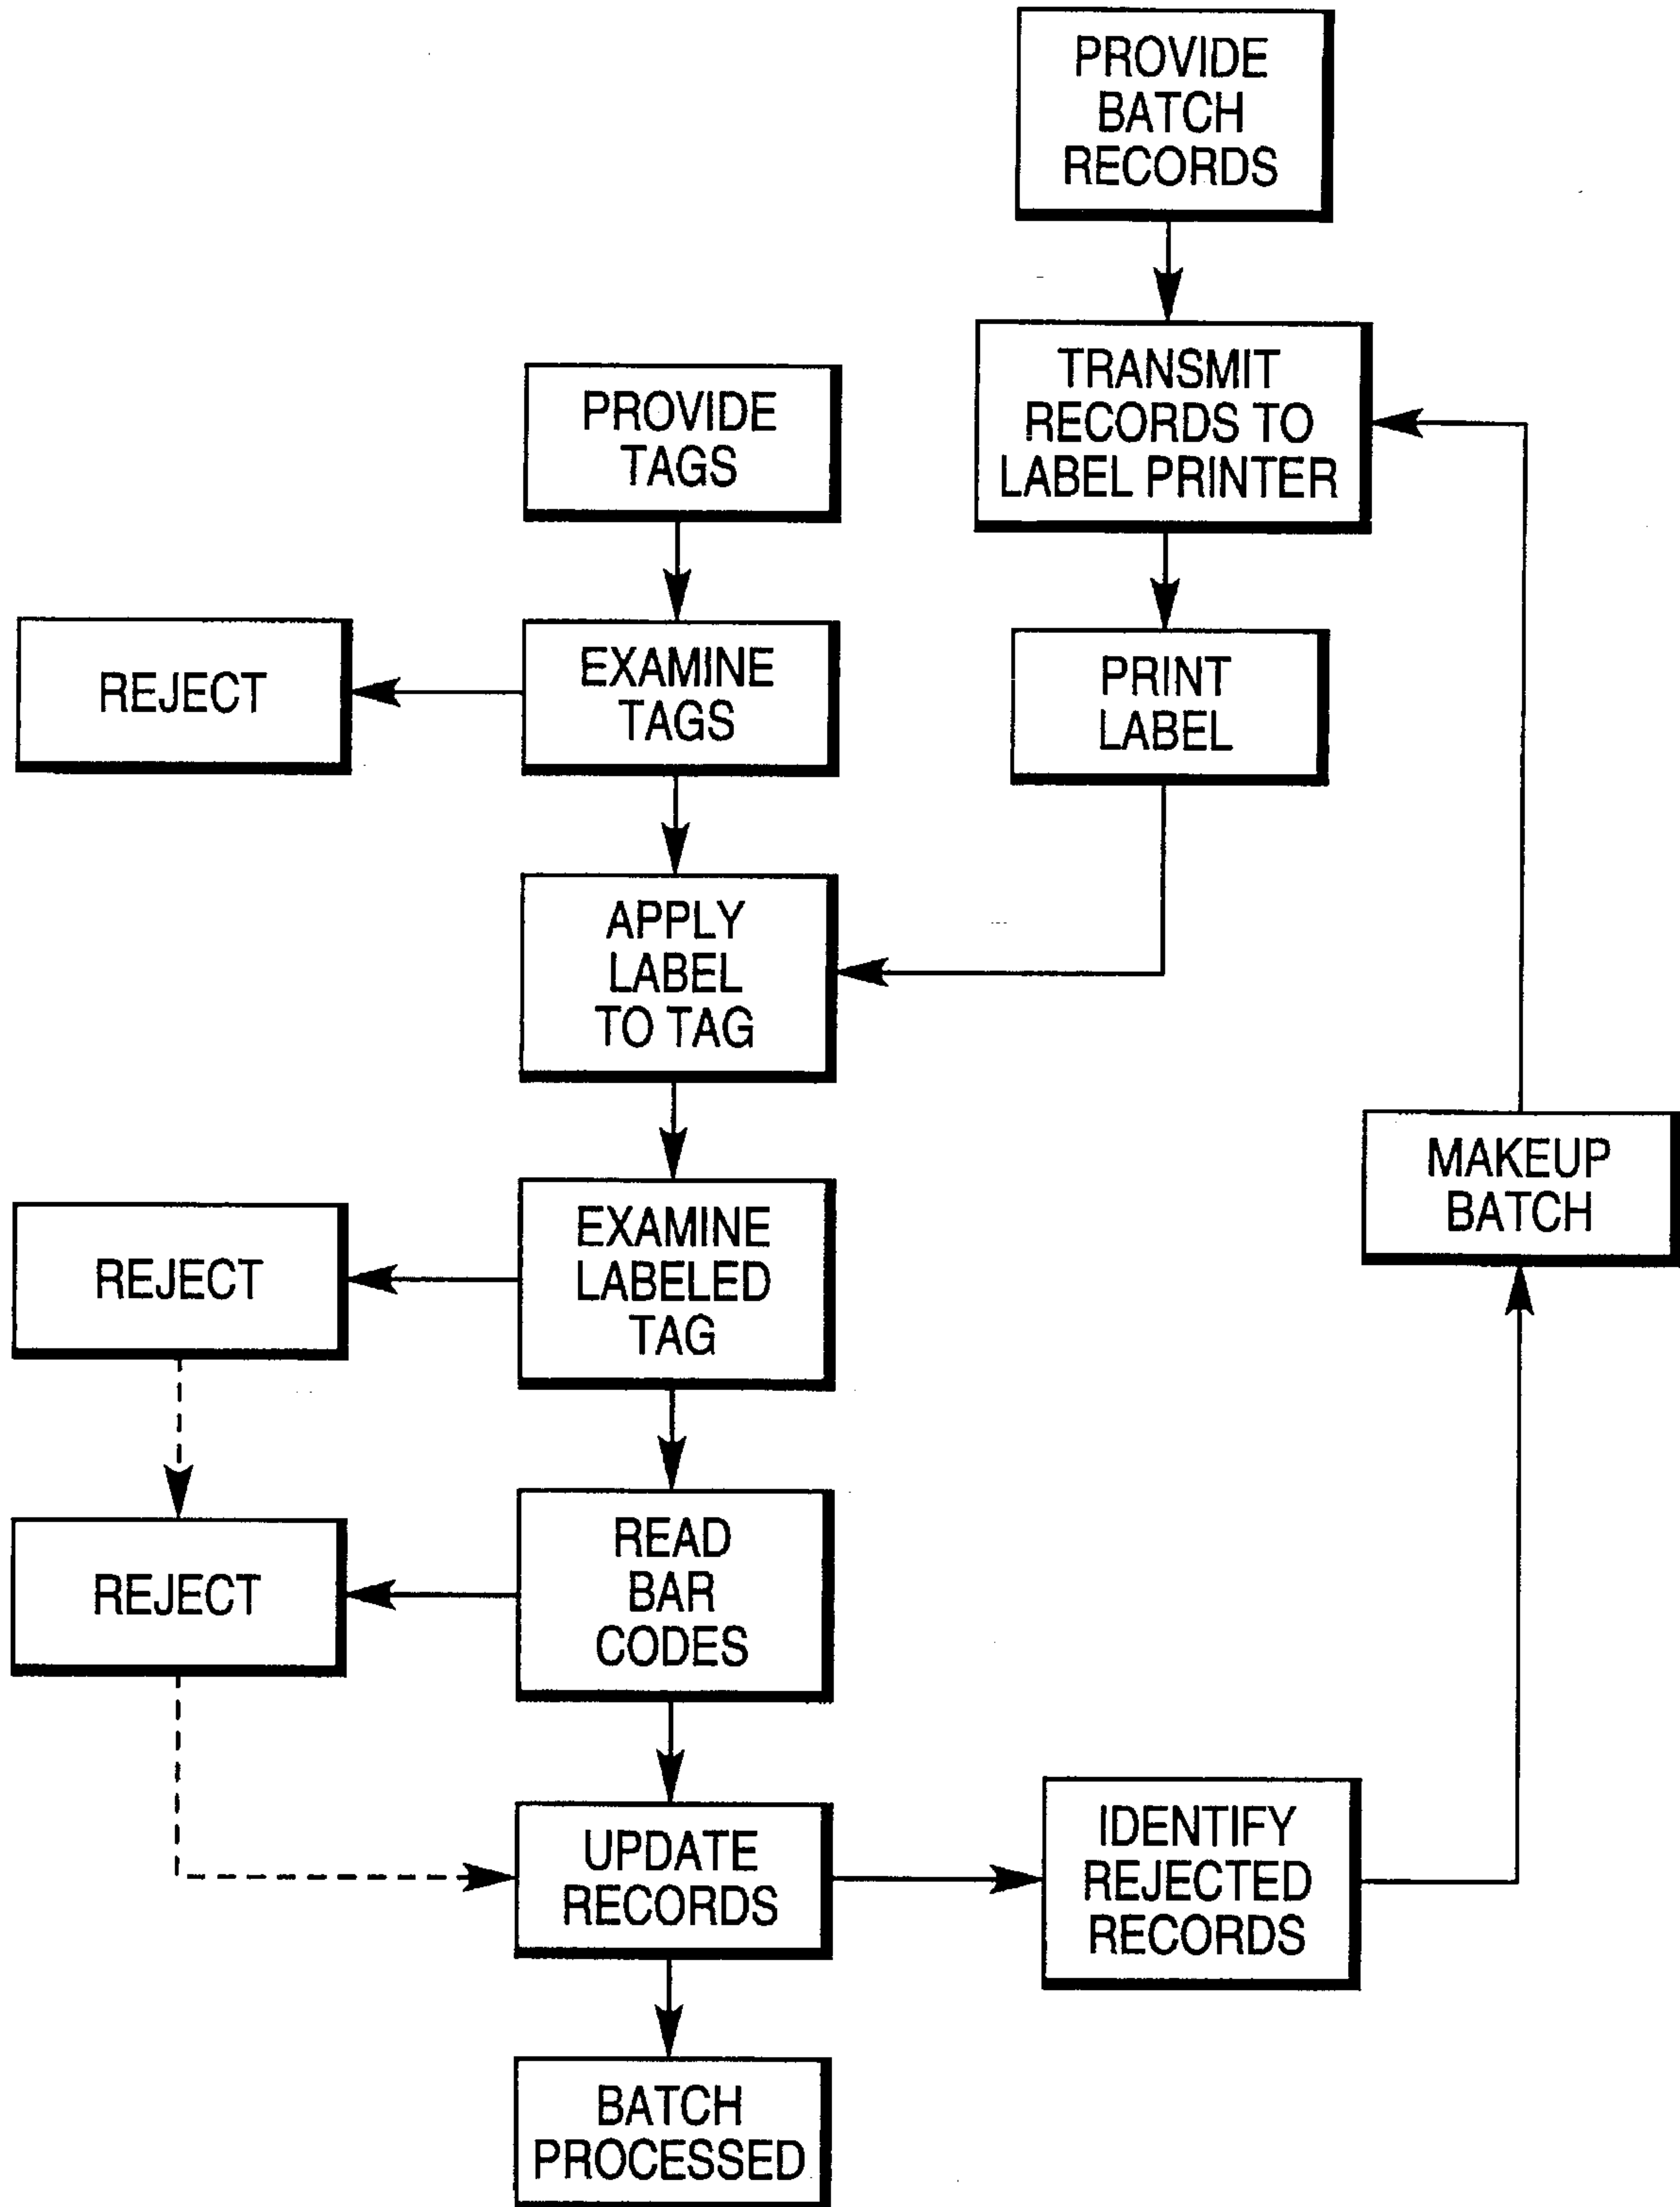 PROVIDE
BATCH
RECORDS
TRANSMIT
RECORDS TO
LABEL PRINTER
PROVIDE
TAGS
REJECT
EXAMINE
TAGS
PRINT
LABEL
APPLY
LABEL
TO TAG
MAKEUP
BATCH
REJECT
EXAMINE
LABELED
TAG
REJECT
READ
BAR
CODES
UPDATE
RECORDS
IDENTIFY
REJECTED
RECORDS
BATCH
PROCESSED